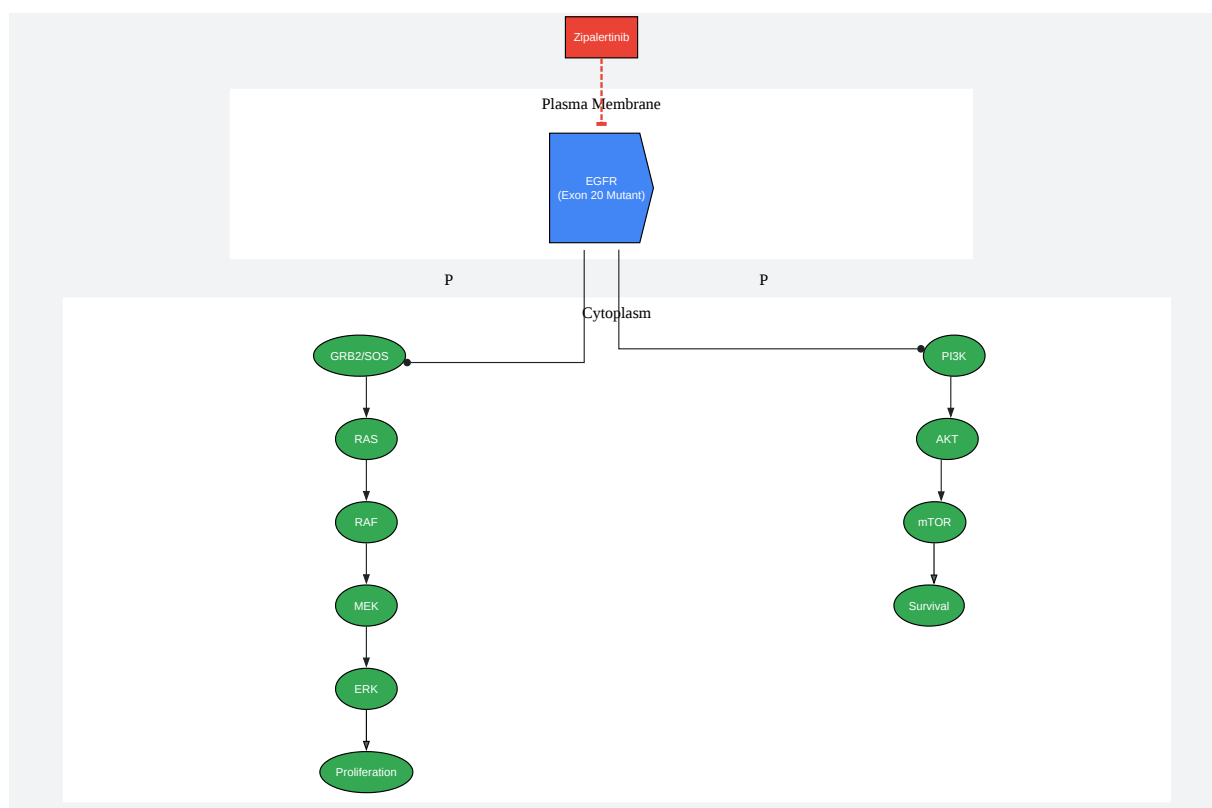 Zipalertinib
Plasma Membrane
EGFR
(Exon 20 Mutant)
P
P
Cytoplasm
GRB2/SOS
PI3K
RAS
AKT
RAF
mTOR
MEK
Survival
ERK
Proliferation